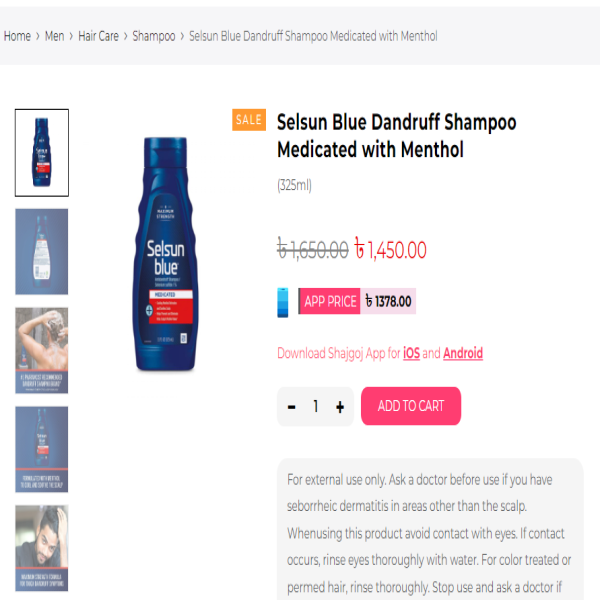 Home > Men > Hair Care > Shampoo > Selsun Blue Dandruff Shampoo Medicated with Menthol
SALE
Selsun Blue Dandruff Shampoo
Medicated with Menthol
(325ml)
৳ 1,650.00 ৳ 1,450.00
APP PRICE ৳ 1378.00
Download Shajgoj App for iOS and Android
- 1 +
ADD TO CART
MAXIMUM
STRENGTH
Selsun
blue
MEDICATED
For external use only. Ask a doctor before use if you have
seborrheic dermatitis in areas other than the scalp.
Whenusing this product avoid contact with eyes. If contact
occurs, rinse eyes thoroughly with water. For color treated or
permed hair, rinse thoroughly. Stop use and ask a doctor if